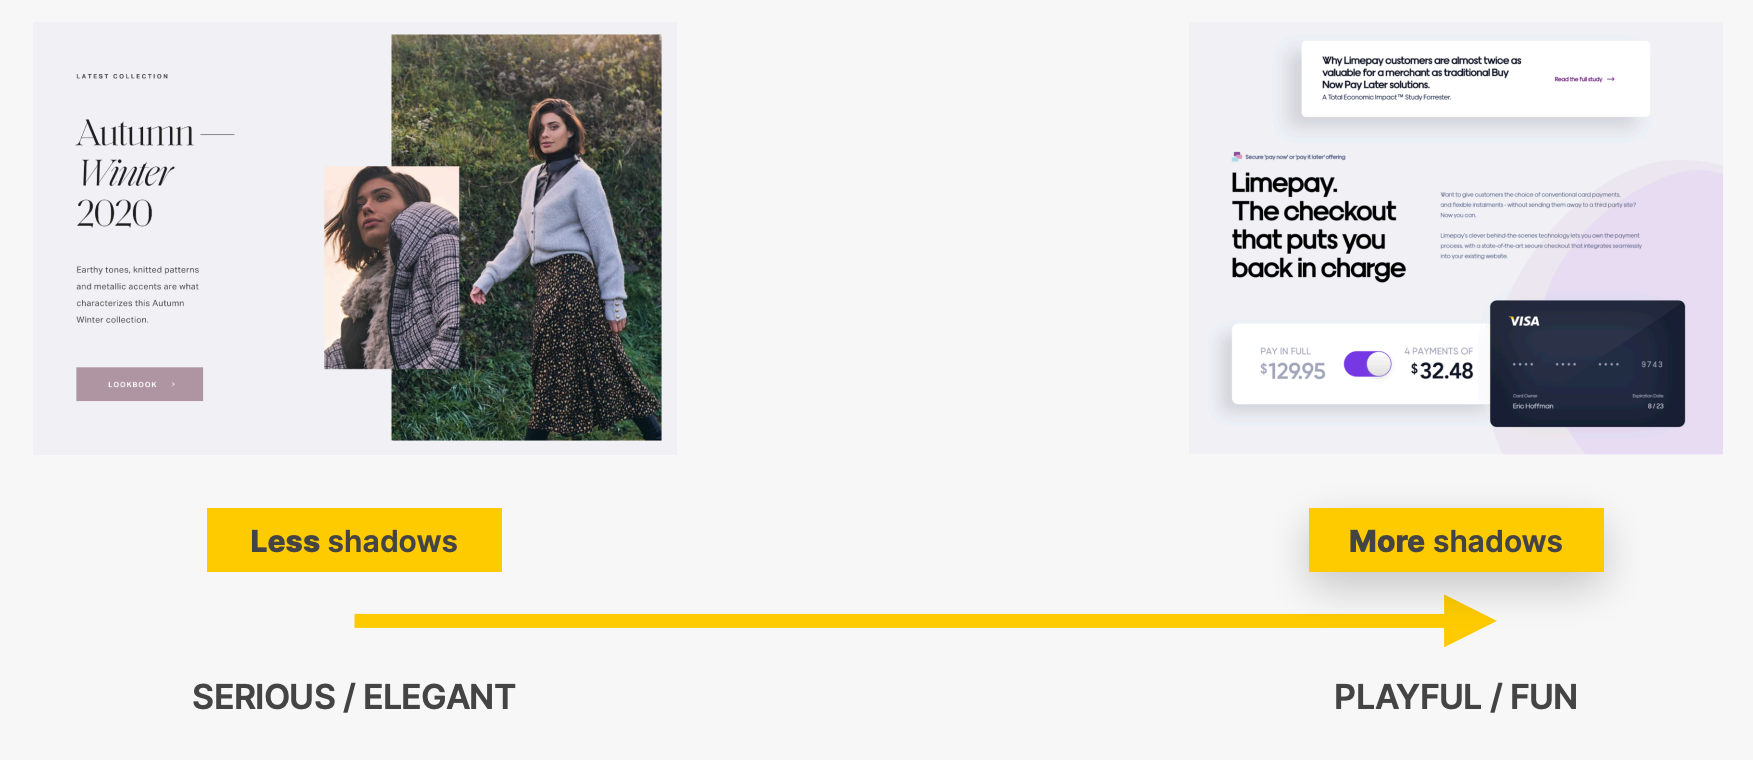 LATEST COLLECTION
Autumn —
Winter
2020
Earthy tones, knitted patterns
and metallic accents are what
characterizes this Autumn
Winter collection.
LOOKBOOK >
Why Limepay customers are almost twice as
valuable for a merchant as traditional Buy
Now Pay Later solutions.
A Total Economic Impact™ Study Forrester.
Read the full study →
Secure 'pay now' or 'pay it later' offering
Limepay.
The checkout
that puts you
back in charge
Want to give customers the choice of conventional card payments,
and flexible instalments - without sending them away to a third party site?
Now you can.
Limepay's clever behind-the-scenes technology lets you own the payment
process, with a state-of-the-art secure checkout that integrates seamlessly
into your existing website.
PAY IN FULL
$129.95
4 PAYMENTS OF
$32.48
VISA
•••• •••• •••• 9743
Card Owner
Eric Hoffman
Expiration Date
8 / 23
Less shadows
More shadows
SERIOUS / ELEGANT
PLAYFUL / FUN